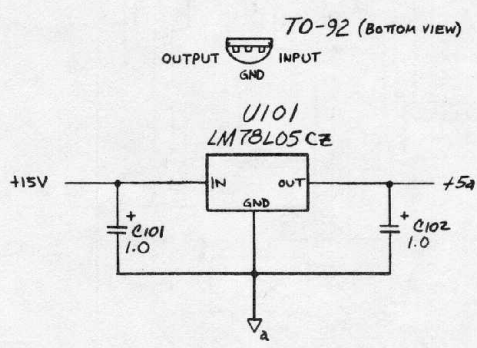 TO-92 (BOTTOM VIEW)
OUTPUT INPUT
GND
U101
LM78L05CZ
+15V IN OUT +5a
GND
+ C101
1.0
+ C102
1.0
a